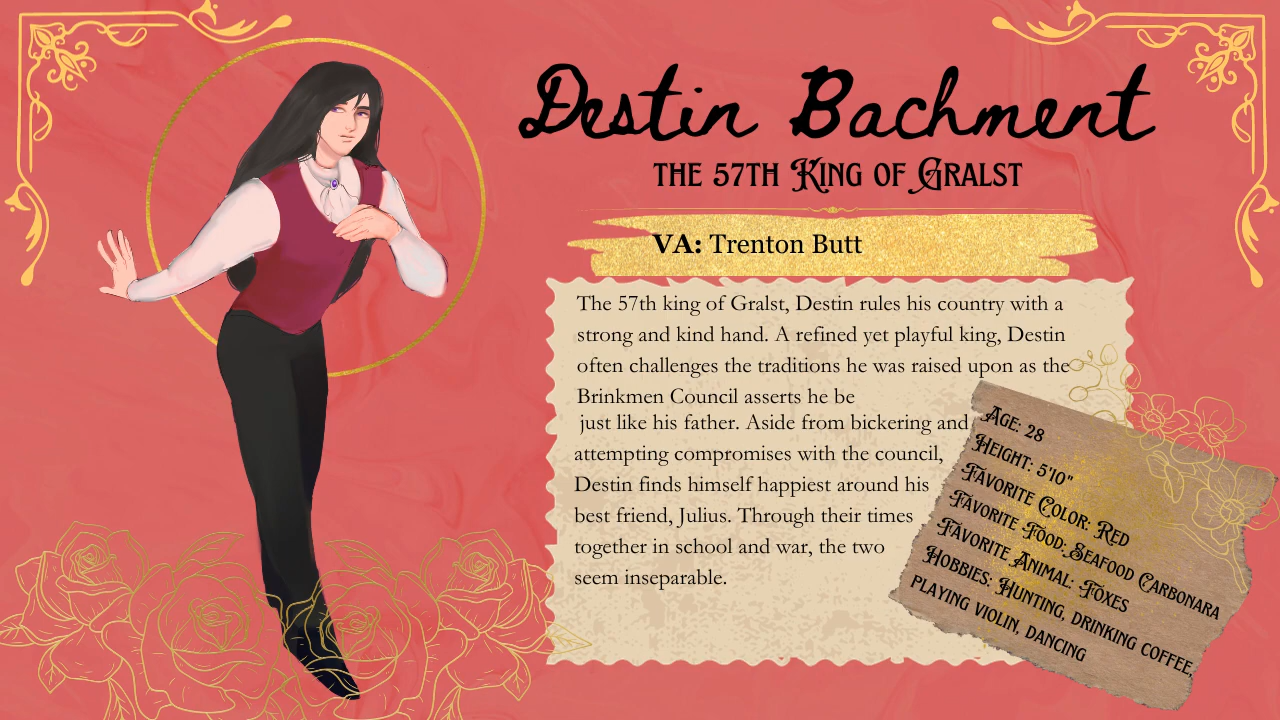 Destin Bachment
the 57th King of Gralst
VA: Trenton Butt
The 57th king of Gralst, Destin rules his country with a
strong and kind hand. A refined yet playful king, Destin
often challenges the traditions he was raised upon as the
Brinkmen Council asserts he be
just like his father. Aside from bickering and
attempting compromises with the council,
Destin finds himself happiest around his
best friend, Julius. Through their times
together in school and war, the two
seem inseparable.
Age: 28
Height: 5'10"
Favorite Color: Red
Favorite Food: Seafood Carbonara
Favorite Animal: Foxes
Hobbies: Hunting, drinking coffee,
playing violin, dancing